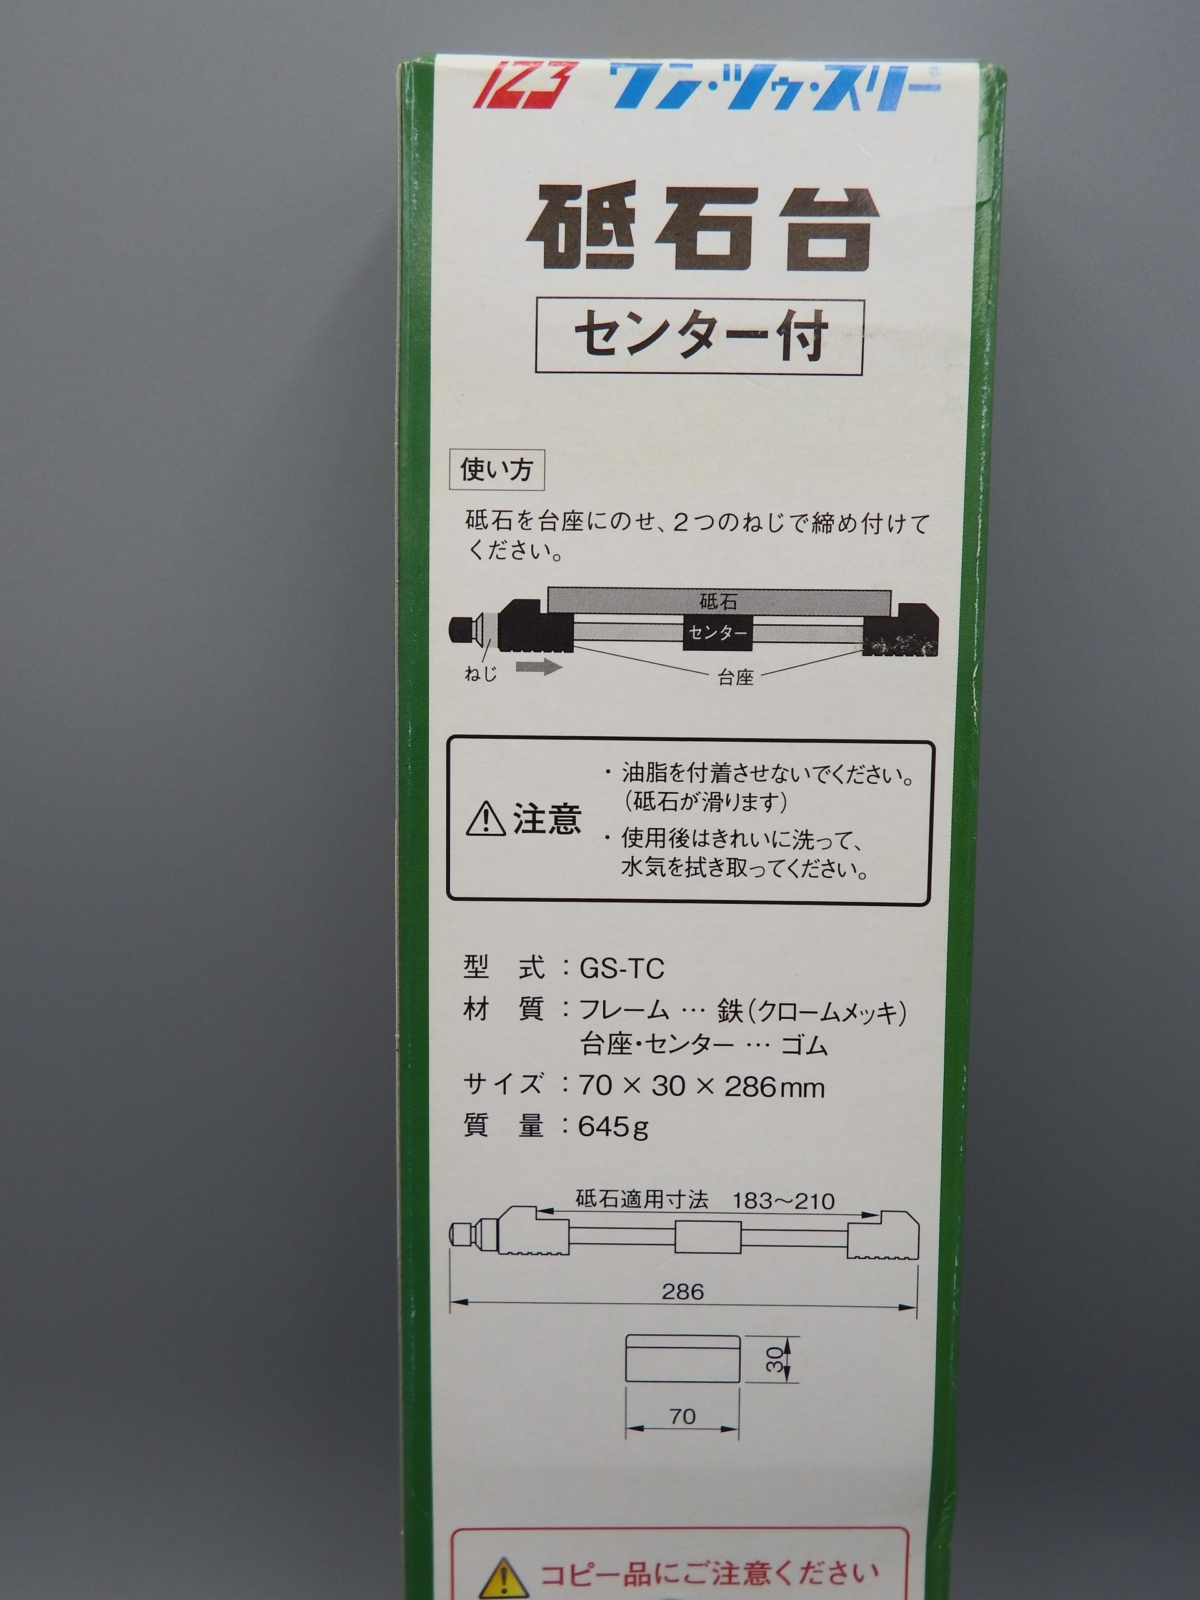 123 ワン・ツゥ・スリー®
砥石台
センター付
使い方
砥石を台座にのせ、2つのねじで締め付けて
ください。
砥石
センター
ねじ
台座
注意
・油脂を付着させないでください。
（砥石が滑ります）
・使用後はきれいに洗って、
水気を拭き取ってください。
型　式：GS-TC
材　質：フレーム … 鉄（クロームメッキ）
台座・センター … ゴム
サイズ：70 × 30 × 286mm
質　量：645g
砥石適用寸法　183～210
286
30
70
コピー品にご注意ください